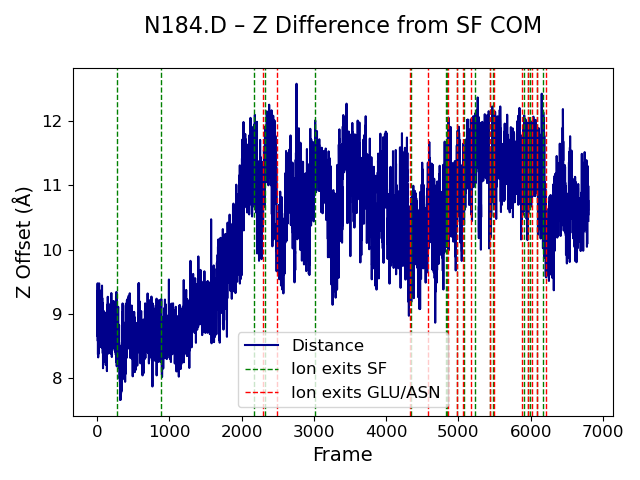 N184.D – Z Difference from SF COM
Z Offset (Å)
12
11
10
9
8
Distance
Ion exits SF
Ion exits GLU/ASN
0 1000 2000 3000 4000 5000 6000 7000
Frame